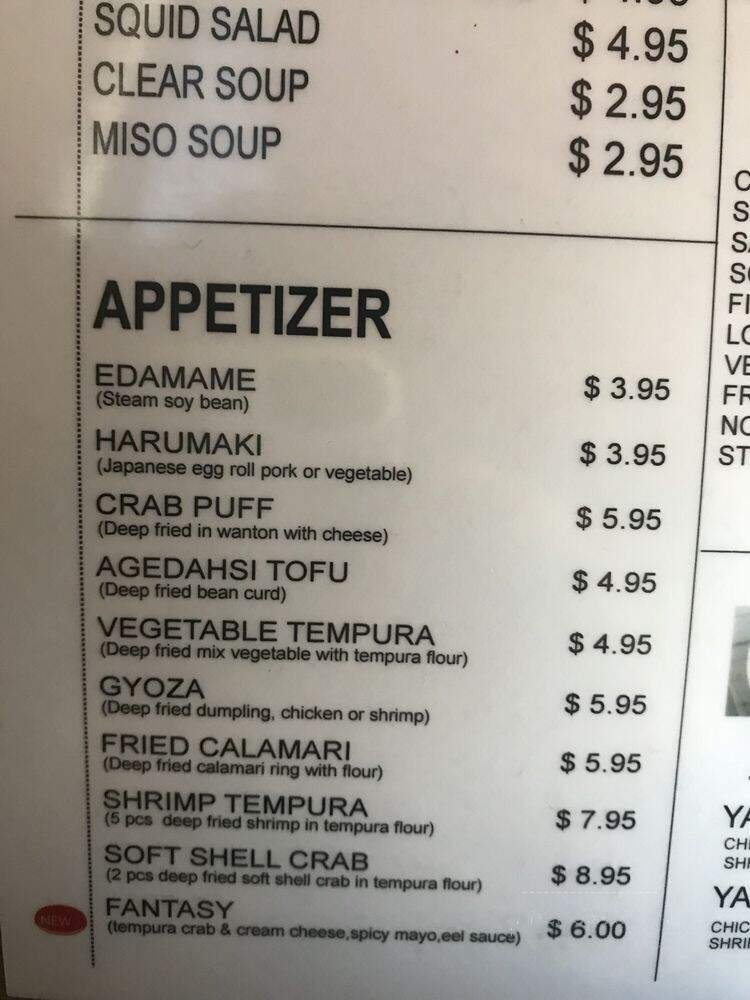 SQUID SALAD $ 4.95
CLEAR SOUP $ 2.95
MISO SOUP $ 2.95
APPETIZER
EDAMAME $ 3.95
(Steam soy bean)
HARUMAKI $ 3.95
(Japanese egg roll pork or vegetable)
CRAB PUFF $ 5.95
(Deep fried in wanton with cheese)
AGEDAHSI TOFU $ 4.95
(Deep fried bean curd)
VEGETABLE TEMPURA $ 4.95
(Deep fried mix vegetable with tempura flour)
GYOZA $ 5.95
(Deep fried dumpling, chicken or shrimp)
FRIED CALAMARI $ 5.95
(Deep fried calamari ring with flour)
SHRIMP TEMPURA $ 7.95
(5 pcs deep fried shrimp in tempura flour)
SOFT SHELL CRAB $ 8.95
(2 pcs deep fried soft shell crab in tempura flour)
NEW FANTASY $ 6.00
(tempura crab & cream cheese,spicy mayo,eel sauce)